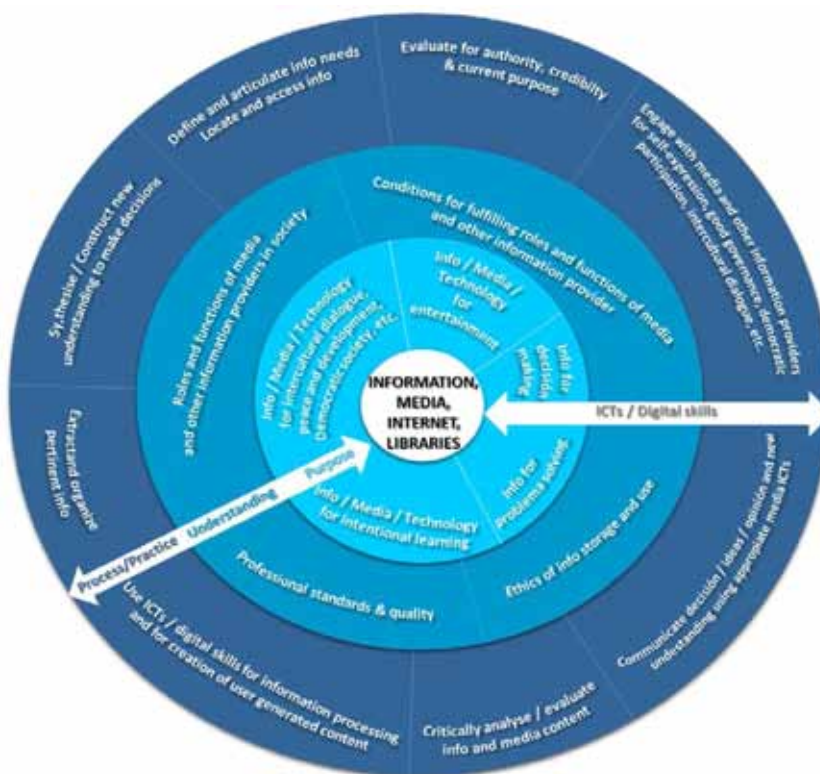 Evaluate for authority, credibilty
& current purpose
Engage with media and other information providers
for self-expression, good governance, democratic
participation, intercultural dialogue, etc.
Communicate decision / ideas / opinion and new
understanding using appropiate media ICTs
Critically analyse / evaluate
info and media content
Use ICTs / digital skills for information processing
and for creation of user generated content
Extractand organize
pertinent info
Sy,thesise / Construct new
understanding to make decisions
Define and articulate info needs
Locate and access info
Conditions for fulfilling roles and functions of media
and other information provider
Ethics of info storage and use
Professional standards & quality
Roles and functions of media
and other information providers in society
Info / Media / Technology
for intercultural dialogue,
peace and development,
Democratic society, etc.
Info / Media /
Technology
for
entertainment
Info for
decision
making
Info for
problema solving
Info / Media / Technology
for intentional learning
INFORMATION,
MEDIA,
INTERNET,
LIBRARIES
ICTs / Digital skills
Process/Practice Understanding Purpose